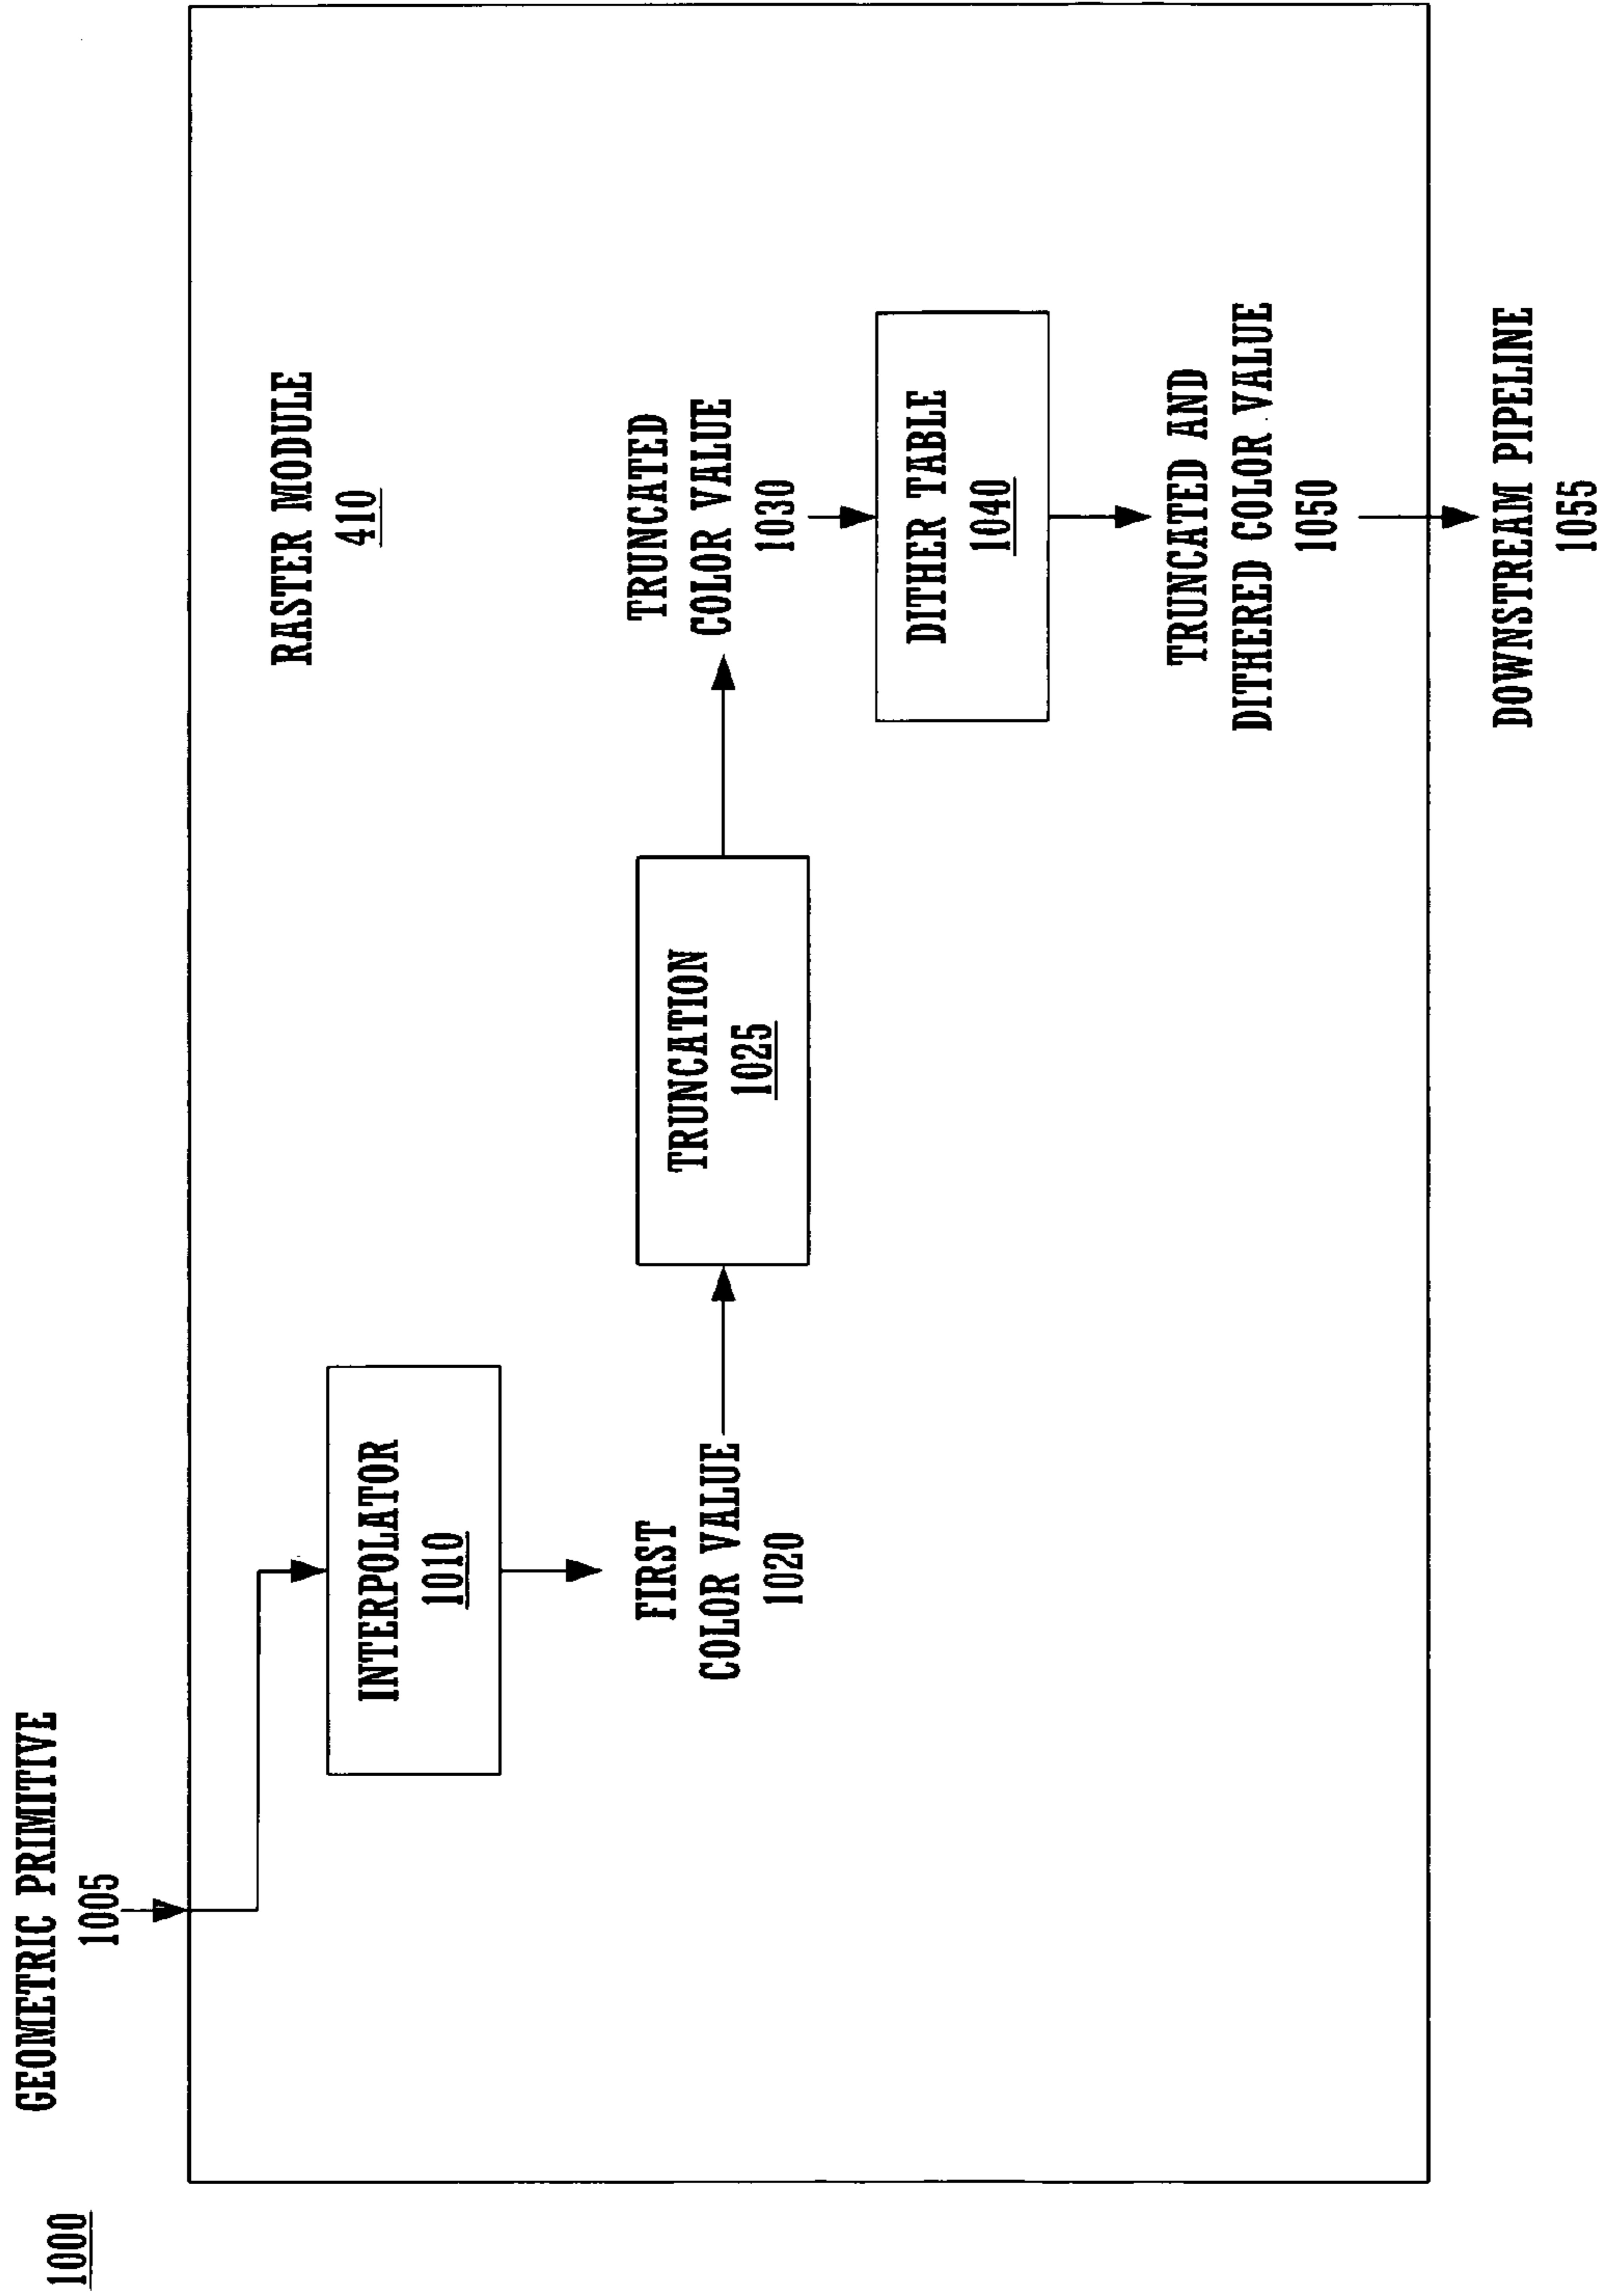 1000
GEOMETRIC PRIMITIVE
1005
RASTER MODULE
410
INTERPOLATOR
1010
FIRST
COLOR VALUE
1020
TRUNCATION
1025
TRUNCATED
COLOR VALUE
1030
DITHER TABLE
1040
TRUNCATED AND
DITHERED COLOR VALUE
1050
DOWNSTREAM PIPELINE
1055